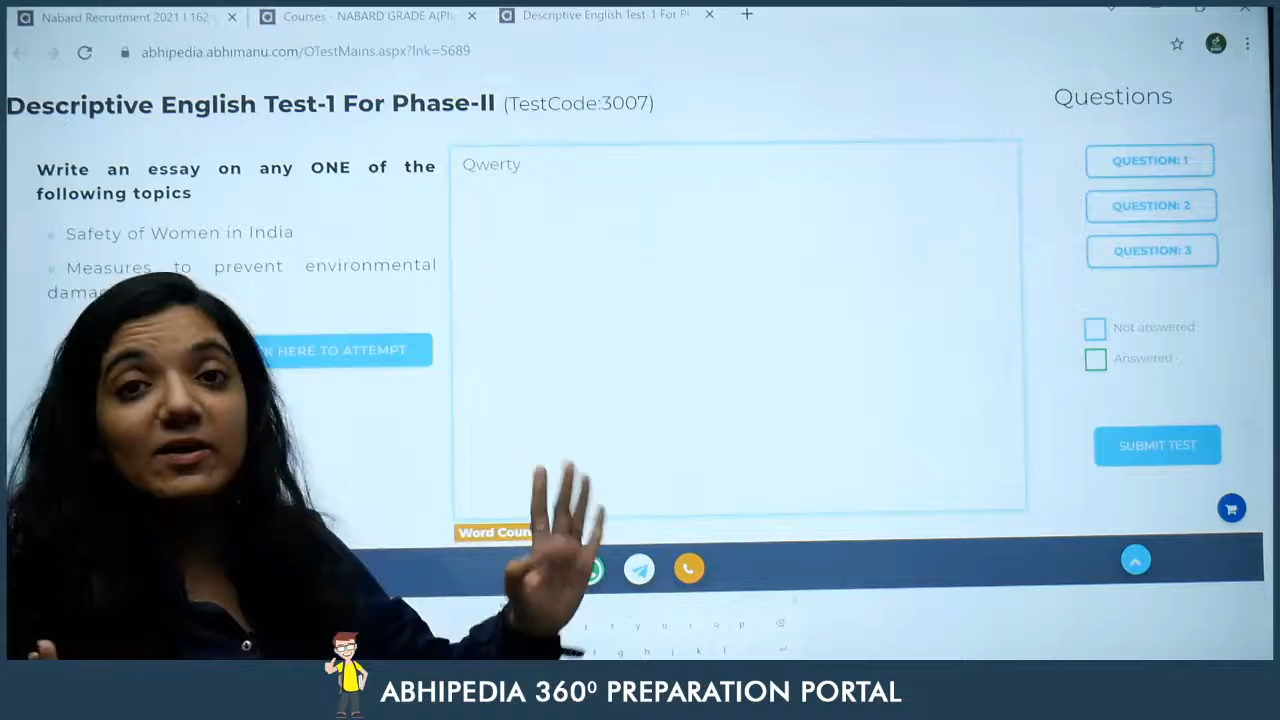 Nabard Recruitment 2021 I 162
Courses - NABARD GRADE A(Ph
Descriptive English Test-1 For P
abhipedia.abhimanu.com/OTestMains.aspx?lnk=5689
Descriptive English Test-1 For Phase-II (TestCode:3007)
Questions
Write an essay on any ONE of the
following topics
Safety of Women in India
Measures to prevent environmental
HERE TO ATTEMPT
Qwerty
Word Coun
QUESTION: 1
QUESTION: 2
QUESTION: 3
Not answered
Answered
SUBMIT TEST
r t y u i o p
f g h j k l
ABHIPEDIA 360⁰ PREPARATION PORTAL